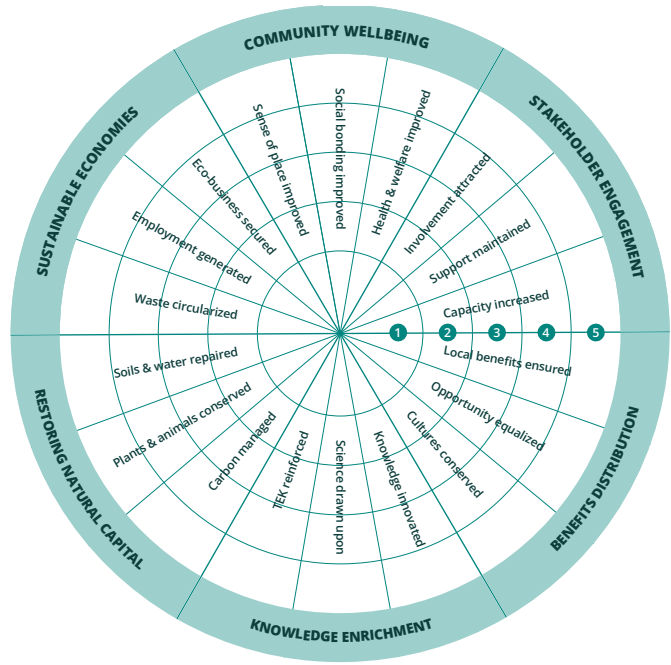 COMMUNITY WELLBEING
STAKEHOLDER ENGAGEMENT
BENEFITS DISTRIBUTION
KNOWLEDGE ENRICHMENT
RESTORING NATURAL CAPITAL
SUSTAINABLE ECONOMIES
Sense of place improved
Social bonding improved
Health & welfare improved
Involvement attracted
Support maintained
Capacity increased
1
2
3
4
5
Local benefits ensured
Opportunity equalized
Cultures conserved
Knowledge innovated
Science drawn upon
TEK reinforced
Carbon managed
Plants & animals conserved
Soils & water repaired
Waste circularized
Employment generated
Eco-business secured